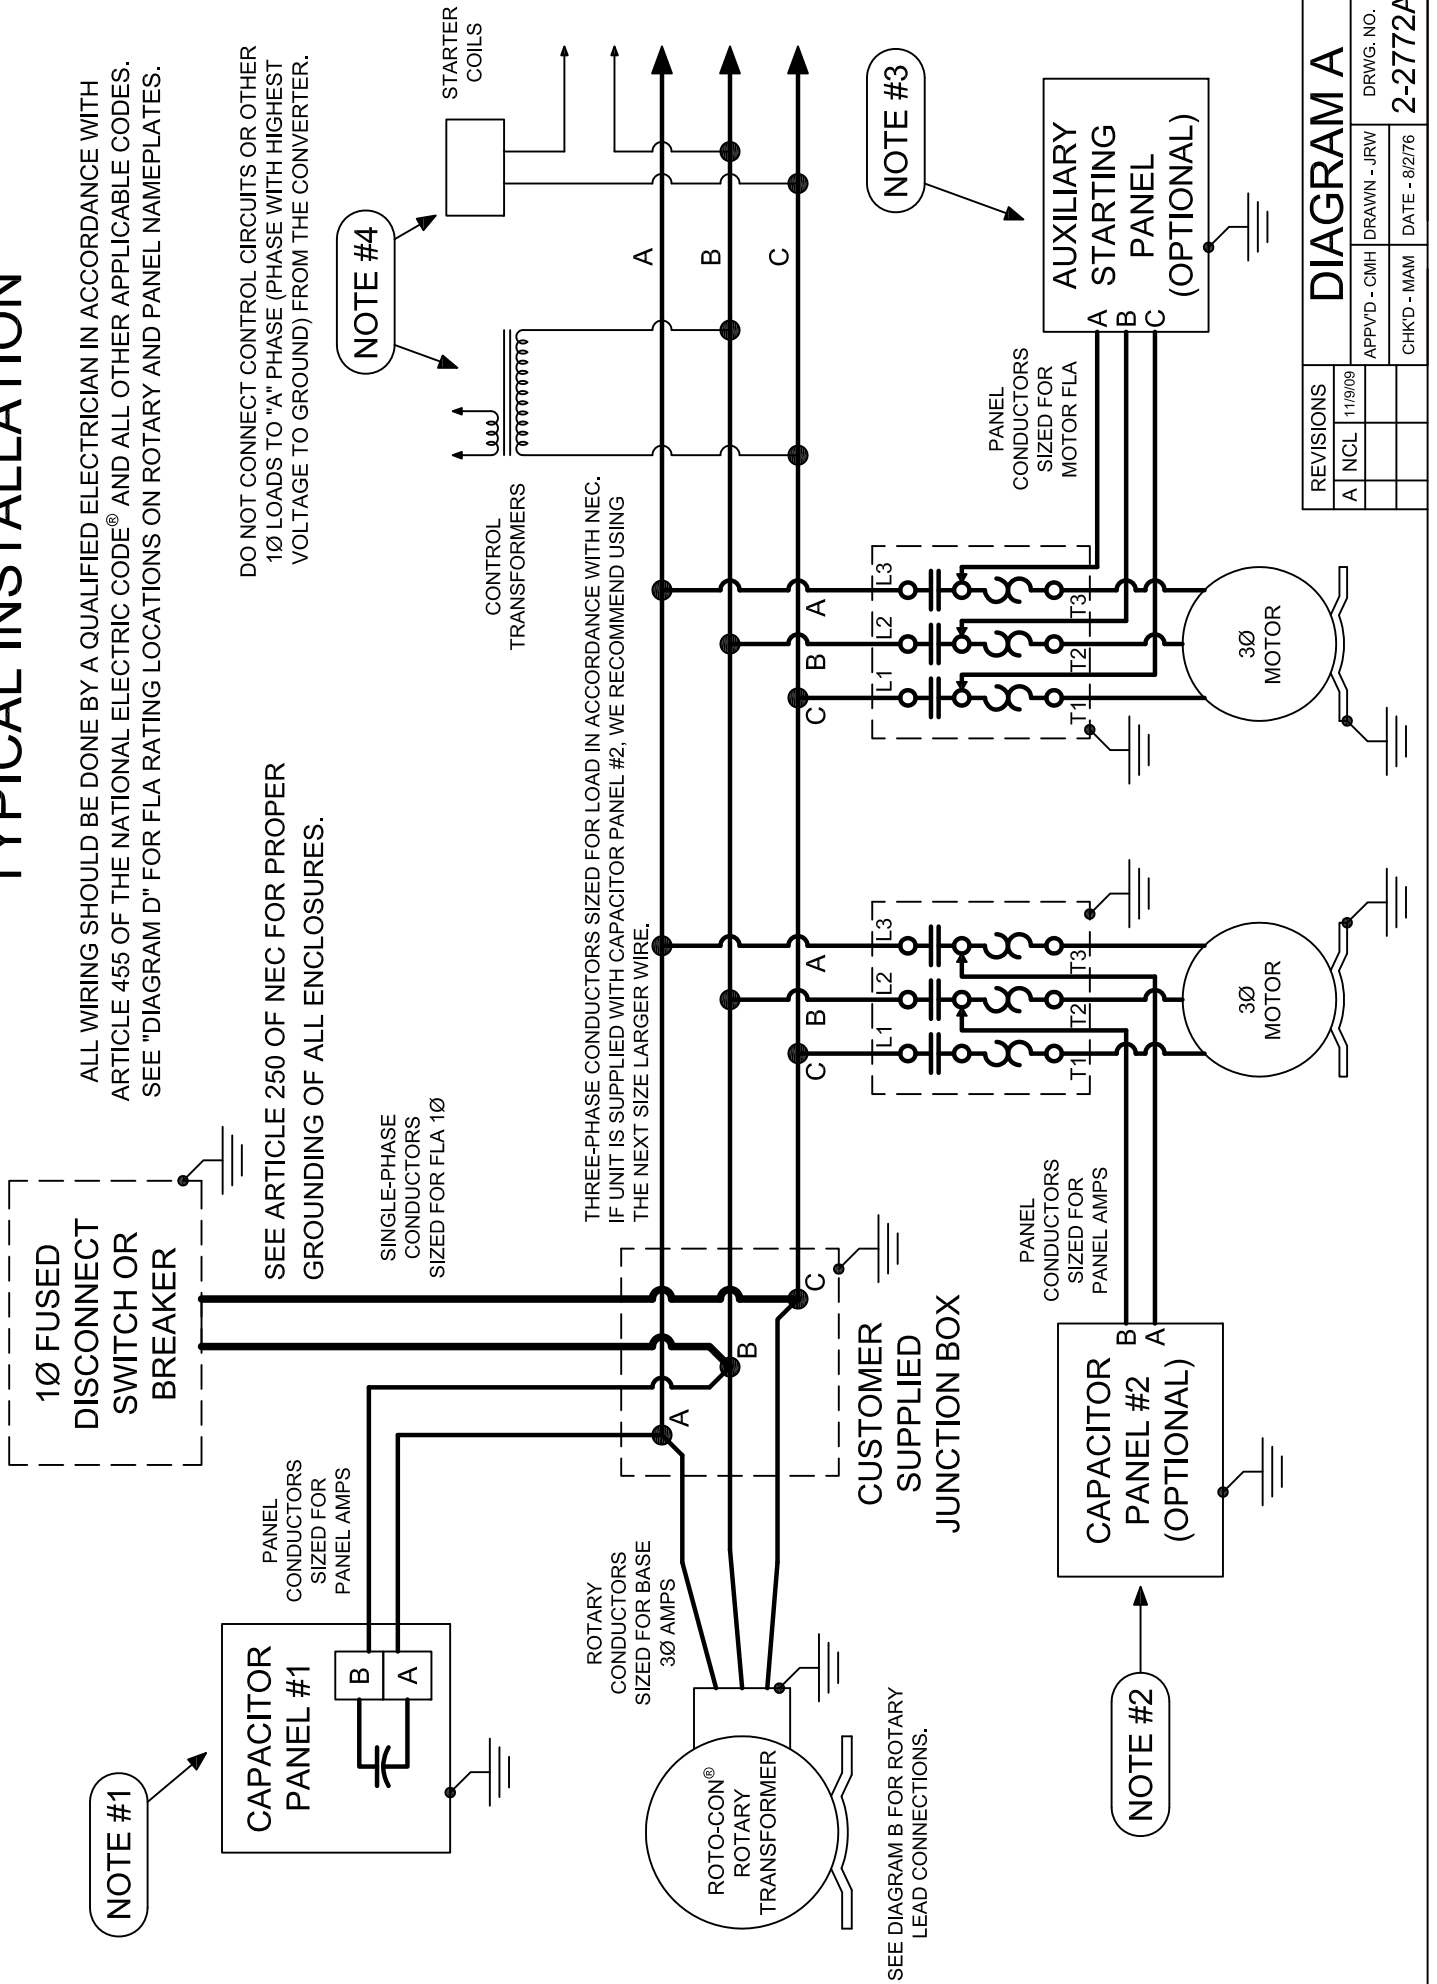 TYPICAL INSTALLATION
ALL WIRING SHOULD BE DONE BY A QUALIFIED ELECTRICIAN IN ACCORDANCE WITH
ARTICLE 455 OF THE NATIONAL ELECTRIC CODE® AND ALL OTHER APPLICABLE CODES.
SEE "DIAGRAM D" FOR FLA RATING LOCATIONS ON ROTARY AND PANEL NAMEPLATES.
1Ø FUSED
DISCONNECT
SWITCH OR
BREAKER
SEE ARTICLE 250 OF NEC FOR PROPER
GROUNDING OF ALL ENCLOSURES.
DO NOT CONNECT CONTROL CIRCUITS OR OTHER
1Ø LOADS TO "A" PHASE (PHASE WITH HIGHEST
VOLTAGE TO GROUND) FROM THE CONVERTER.
NOTE #1
CAPACITOR
PANEL #1
B
A
PANEL
CONDUCTORS
SIZED FOR
PANEL AMPS
SINGLE-PHASE
CONDUCTORS
SIZED FOR FLA 1Ø
NOTE #4
STARTER
COILS
CONTROL
TRANSFORMERS
THREE-PHASE CONDUCTORS SIZED FOR LOAD IN ACCORDANCE WITH NEC.
IF UNIT IS SUPPLIED WITH CAPACITOR PANEL #2, WE RECOMMEND USING
THE NEXT SIZE LARGER WIRE.
ROTARY
CONDUCTORS
SIZED FOR BASE
3Ø AMPS
A
B
C
A
B
C
ROTO-CON®
ROTARY
TRANSFORMER
SEE DIAGRAM B FOR ROTARY
LEAD CONNECTIONS.
CUSTOMER
SUPPLIED
JUNCTION BOX
C
B
A
L1
L2
L3
T1
T2
T3
3Ø
MOTOR
C
B
A
L1
L2
L3
T1
T2
T3
3Ø
MOTOR
NOTE #2
CAPACITOR
PANEL #2
(OPTIONAL)
B
A
PANEL
CONDUCTORS
SIZED FOR
PANEL AMPS
PANEL
CONDUCTORS
SIZED FOR
MOTOR FLA
NOTE #3
AUXILIARY
STARTING
PANEL
(OPTIONAL)
A
B
C
REVISIONS
A NCL 11/9/09
DIAGRAM A
APPV'D - CMH
DRAWN - JRW
DRWG. NO.
CHK'D - MAM
DATE - 8/2/76
2-2772A